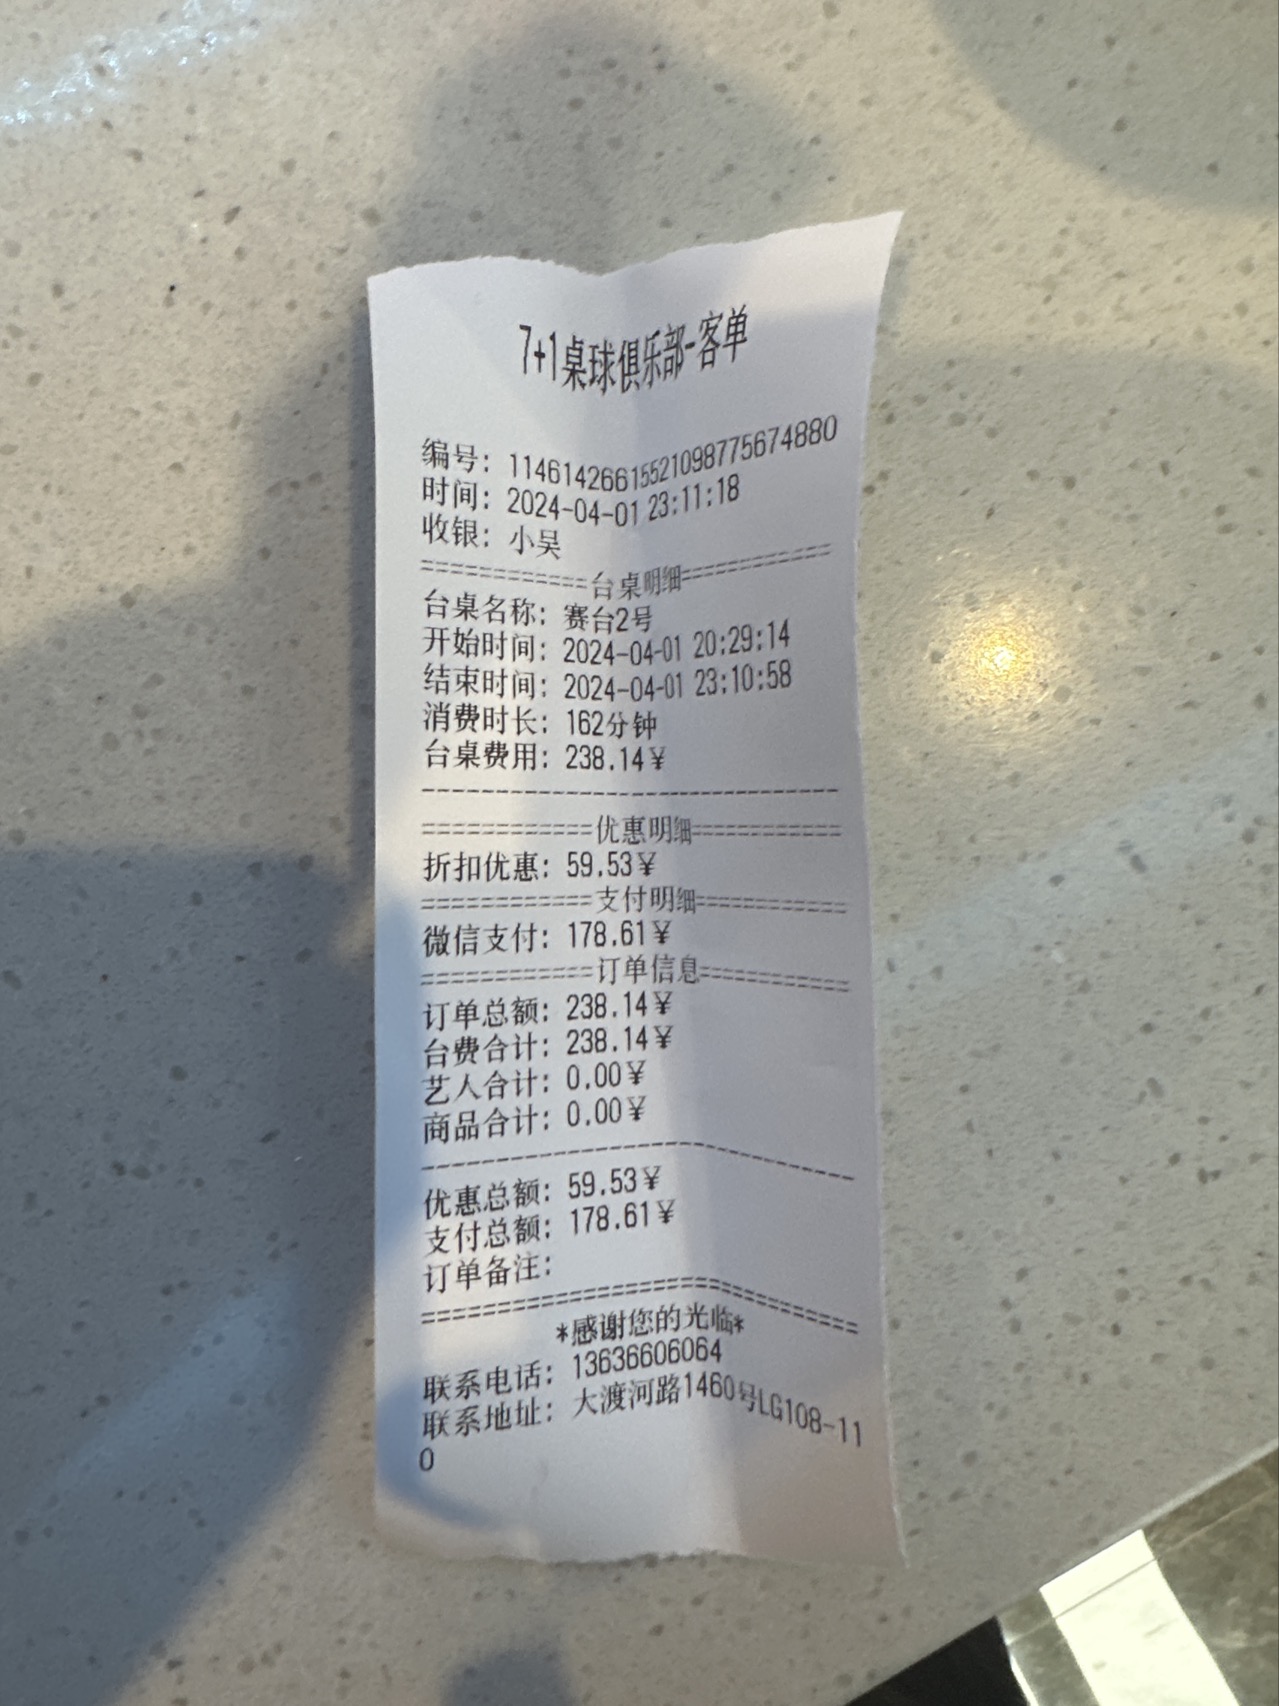 7+1桌球俱乐部-客单
编号: 11461426615521098775674880
时间: 2024-04-01 23:11:18
收银: 小吴
===========台桌明细==========
台桌名称: 赛台2号
开始时间: 2024-04-01 20:29:14
结束时间: 2024-04-01 23:10:58
消费时长: 162分钟
台桌费用: 238.14¥
--------------------------------
===========优惠明细==========
折扣优惠: 59.53¥
===========支付明细==========
微信支付: 178.61¥
===========订单信息==========
订单总额: 238.14¥
台费合计: 238.14¥
艺人合计: 0.00¥
商品合计: 0.00¥
--------------------------------
优惠总额: 59.53¥
支付总额: 178.61¥
订单备注:
================================
*感谢您的光临*
联系电话: 13636606064
联系地址: 大渡河路1460号LG108-11
0